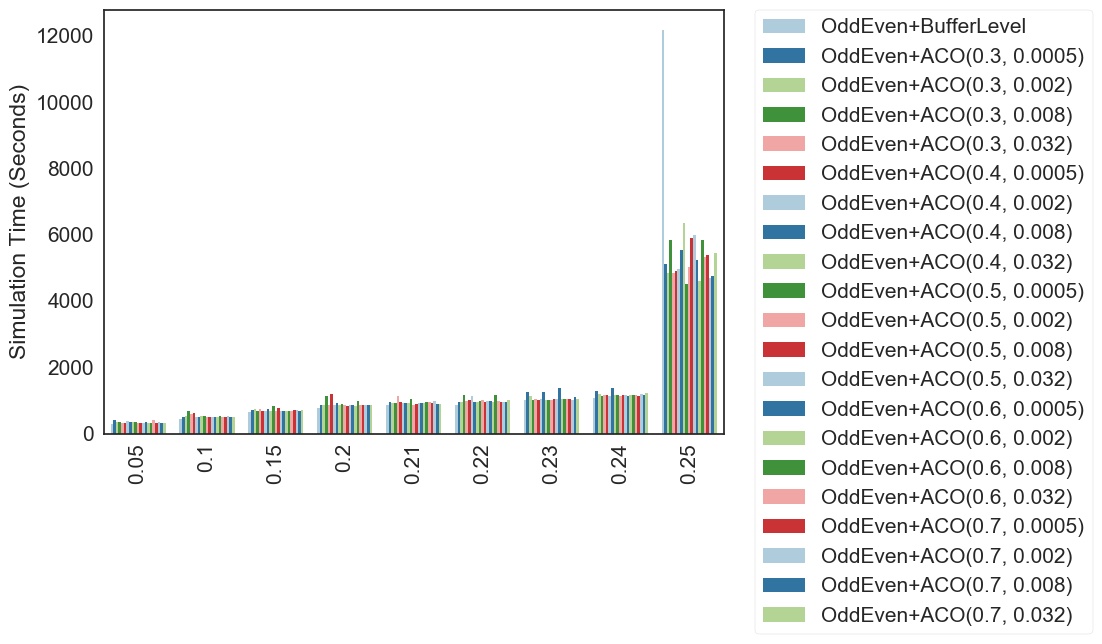 12000
10000
8000
6000
4000
2000
0
Simulation Time (Seconds)
0.05
0.1
0.15
0.2
0.21
0.22
0.23
0.24
0.25
OddEven+BufferLevel
OddEven+ACO(0.3, 0.0005)
OddEven+ACO(0.3, 0.002)
OddEven+ACO(0.3, 0.008)
OddEven+ACO(0.3, 0.032)
OddEven+ACO(0.4, 0.0005)
OddEven+ACO(0.4, 0.002)
OddEven+ACO(0.4, 0.008)
OddEven+ACO(0.4, 0.032)
OddEven+ACO(0.5, 0.0005)
OddEven+ACO(0.5, 0.002)
OddEven+ACO(0.5, 0.008)
OddEven+ACO(0.5, 0.032)
OddEven+ACO(0.6, 0.0005)
OddEven+ACO(0.6, 0.002)
OddEven+ACO(0.6, 0.008)
OddEven+ACO(0.6, 0.032)
OddEven+ACO(0.7, 0.0005)
OddEven+ACO(0.7, 0.002)
OddEven+ACO(0.7, 0.008)
OddEven+ACO(0.7, 0.032)